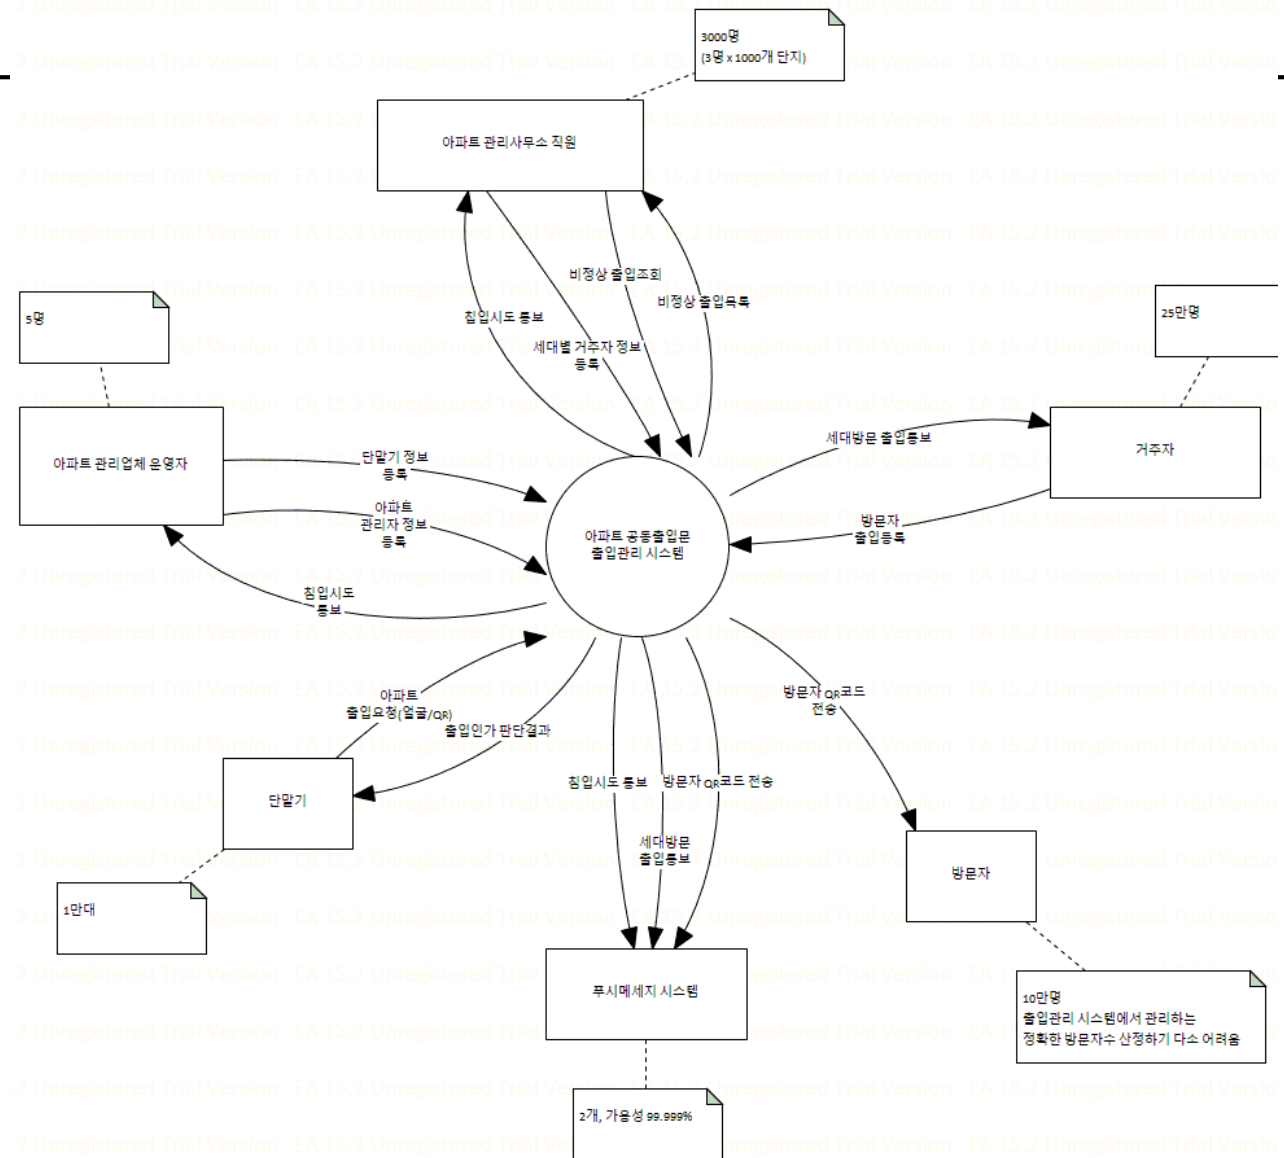 3000명
(3명 x 1000개 단지)
아파트 관리사무소 직원
비정상 출입조회
비정상 출입목록
침입시도 통보
세대별 거주자 정보
등록
5명
25만명
아파트 관리업체 운영자
단말기 정보
등록
아파트
관리자 정보
등록
세대방문 출입통보
거주자
방문자
출입등록
아파트 공동출입문
출입관리 시스템
침입시도
통보
아파트
출입요청(얼굴/QR)
출입인가 판단결과
방문자 QR코드
전송
단말기
침입시도 통보
방문자 QR코드 전송
세대방문
출입통보
방문자
1만대
푸시메세지 시스템
10만명
출입관리 시스템에서 관리하는
정확한 방문자수 산정하기 다소 어려움
2개, 가용성 99.999%
EA 15.2 Unregistered Trial Version